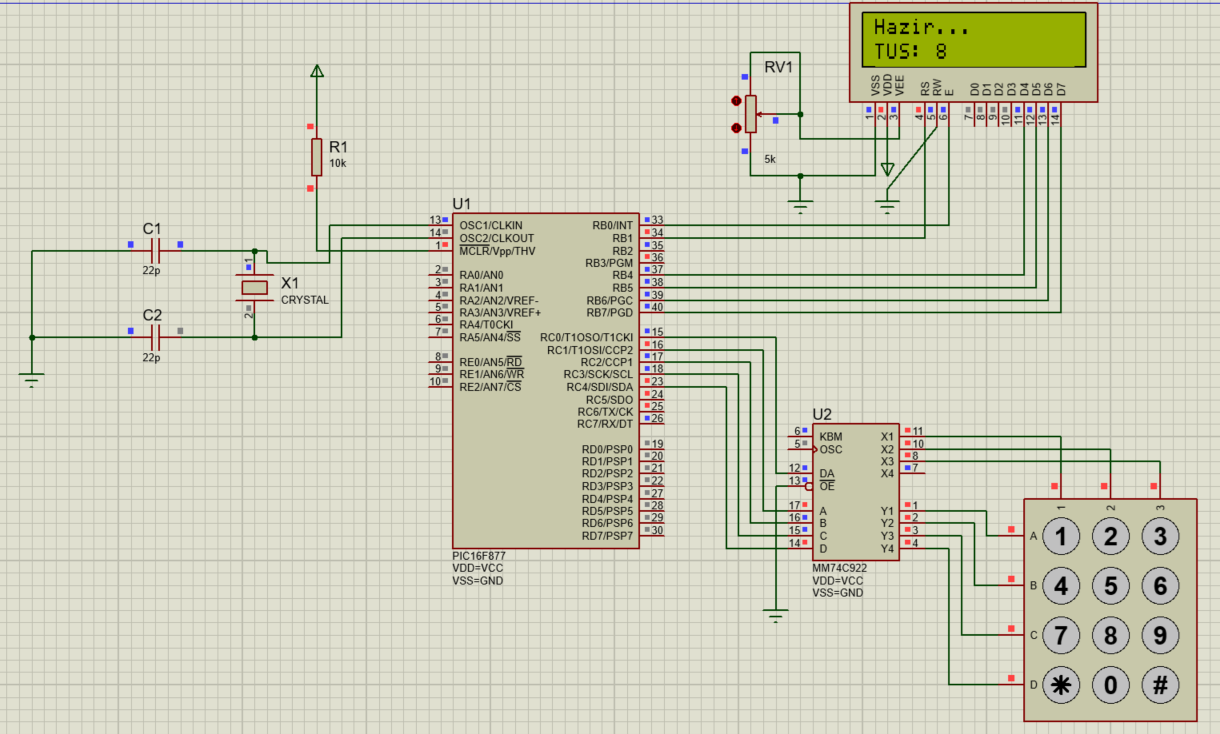 Hazir...
TUS: 8
RV1
5k
VSS
VDD
VEE
RS
RW
E
D0
D1
D2
D3
D4
D5
D6
D7
1
2
3
4
5
6
7
8
9
10
11
12
13
14
R1
10k
C1
22p
C2
22p
X1
CRYSTAL
1
2
U1
13 OSC1/CLKIN
14 OSC2/CLKOUT
1 MCLR/Vpp/THV
2 RA0/AN0
3 RA1/AN1
4 RA2/AN2/VREF-
5 RA3/AN3/VREF+
6 RA4/T0CKI
7 RA5/AN4/SS
8 RE0/AN5/RD
9 RE1/AN6/WR
10 RE2/AN7/CS
RB0/INT 33
RB1 34
RB2 35
RB3/PGM 36
RB4 37
RB5 38
RB6/PGC 39
RB7/PGD 40
RC0/T1OSO/T1CKI 15
RC1/T1OSI/CCP2 16
RC2/CCP1 17
RC3/SCK/SCL 18
RC4/SDI/SDA 23
RC5/SDO 24
RC6/TX/CK 25
RC7/RX/DT 26
RD0/PSP0 19
RD1/PSP1 20
RD2/PSP2 21
RD3/PSP3 22
RD4/PSP4 27
RD5/PSP5 28
RD6/PSP6 29
RD7/PSP7 30
PIC16F877
VDD=VCC
VSS=GND
U2
6 KBM
5 OSC
12 DA
13 OE
17 A
16 B
15 C
14 D
X1 11
X2 10
X3 8
X4 7
Y1 1
Y2 2
Y3 3
Y4 4
MM74C922
VDD=VCC
VSS=GND
1 2 3
A 1 2 3
B 4 5 6
C 7 8 9
D * 0 #